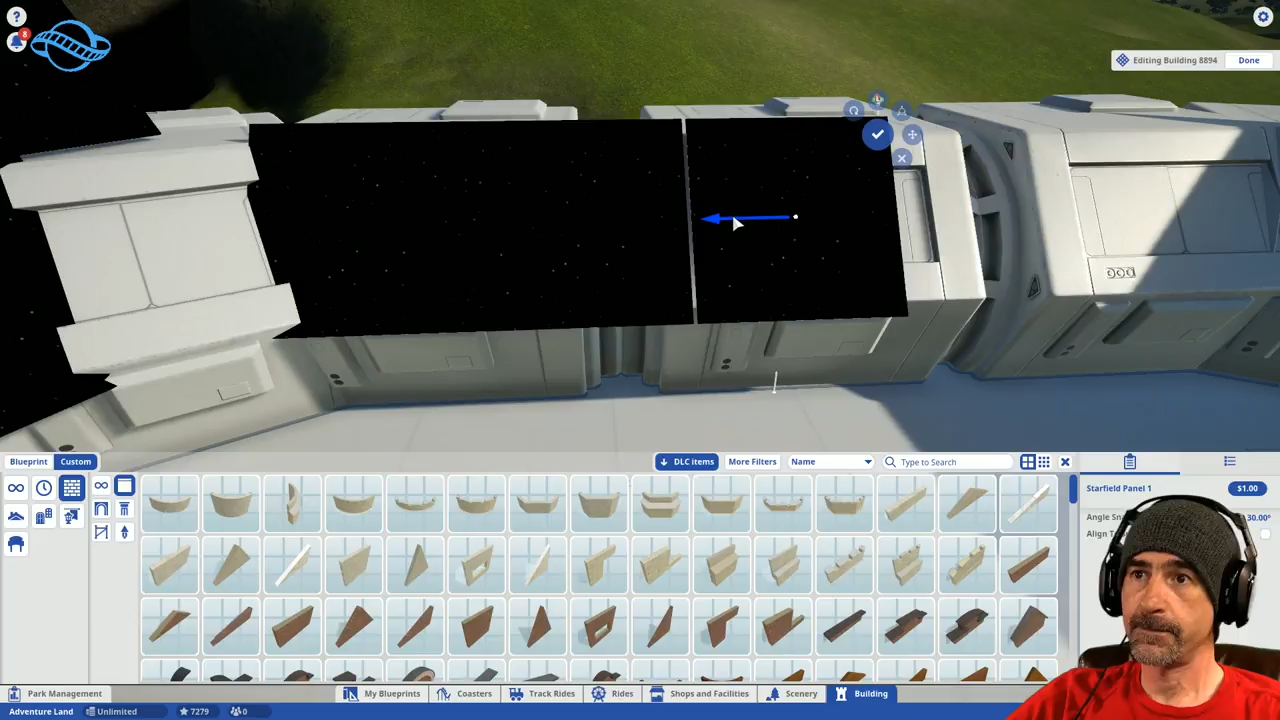 ?
8
Editing Building 8894
Done
Blueprint
Custom
DLC items
More Filters
Name
Type to Search
Starfield Panel 1
$1.00
Angle Sn
30.00°
Align T
Park Management
My Blueprints
Coasters
Track Rides
Rides
Shops and Facilities
Scenery
Building
Adventure Land
Unlimited
7279
0